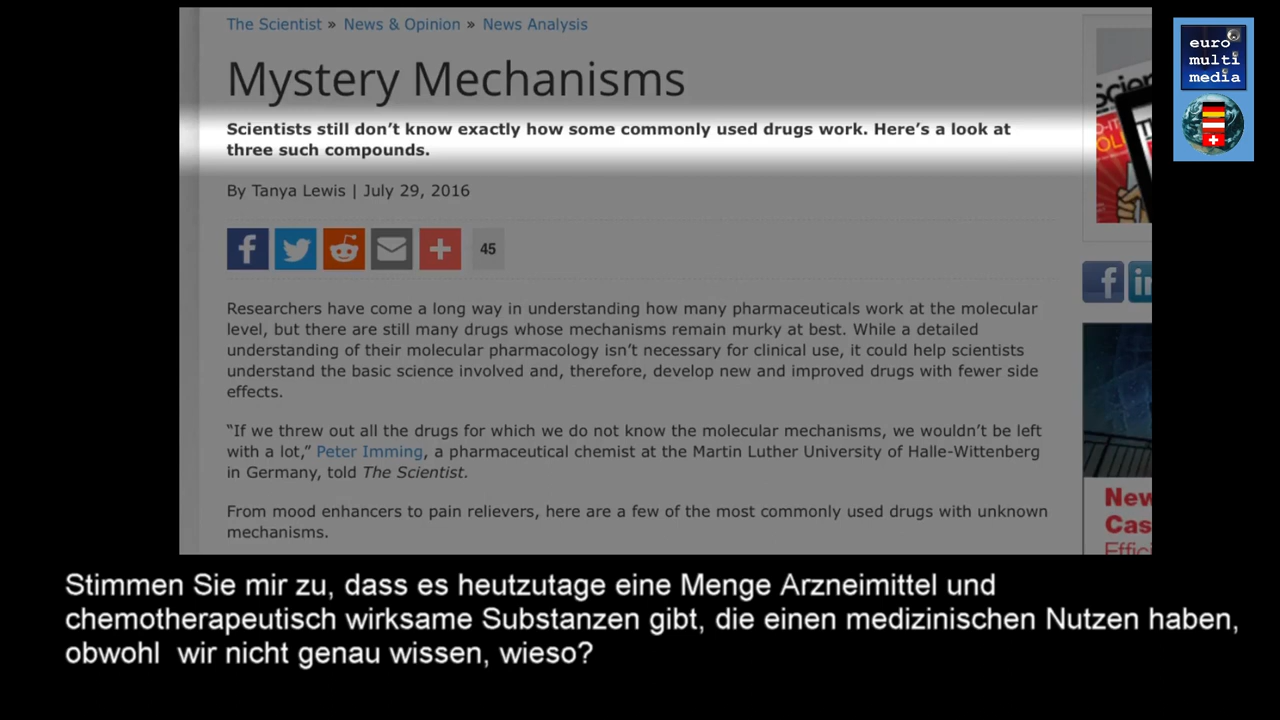 The Scientist » News & Opinion » News Analysis
Mystery Mechanisms
Scientists still don't know exactly how some commonly used drugs work. Here's a look at
three such compounds.
By Tanya Lewis | July 29, 2016
45
Researchers have come a long way in understanding how many pharmaceuticals work at the molecular
level, but there are still many drugs whose mechanisms remain murky at best. While a detailed
understanding of their molecular pharmacology isn't necessary for clinical use, it could help scientists
understand the basic science involved and, therefore, develop new and improved drugs with fewer side
effects.
“If we threw out all the drugs for which we do not know the molecular mechanisms, we wouldn't be left
with a lot,” Peter Imming, a pharmaceutical chemist at the Martin Luther University of Halle-Wittenberg
in Germany, told The Scientist.
From mood enhancers to pain relievers, here are a few of the most commonly used drugs with unknown
mechanisms.
euro
multi
media
New
Cas
Effic
Stimmen Sie mir zu, dass es heutzutage eine Menge Arzneimittel und
chemotherapeutisch wirksame Substanzen gibt, die einen medizinischen Nutzen haben,
obwohl wir nicht genau wissen, wieso?